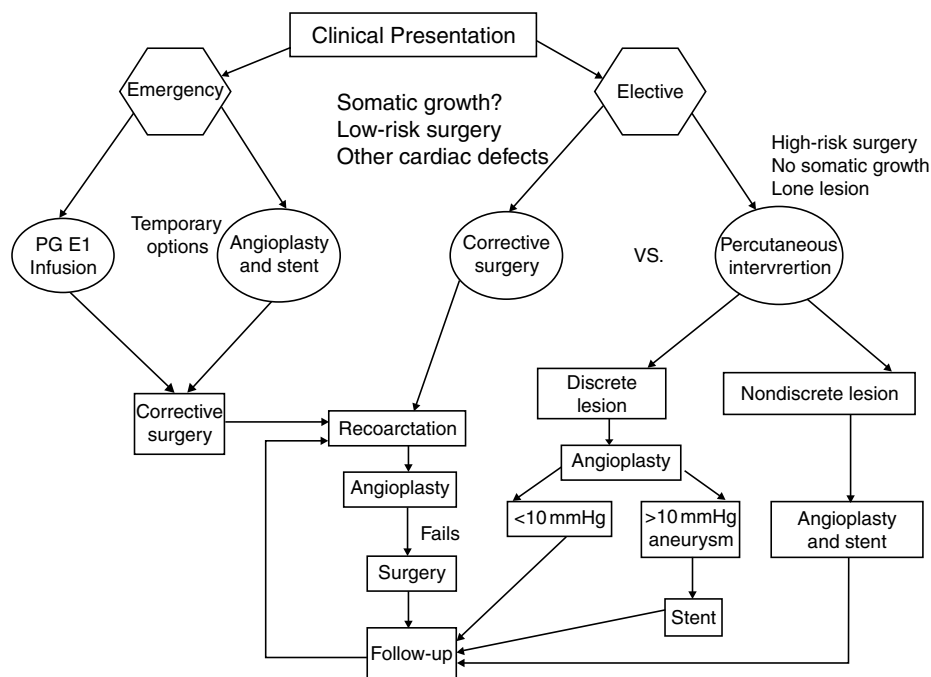 Clinical Presentation
Emergency
Elective
Somatic growth?
Low-risk surgery
Other cardiac defects
High-risk surgery
No somatic growth
Lone lesion
PG E1
Infusion
Temporary
options
Angioplasty
and stent
Corrective
surgery
VS.
Percutaneous
intervrertion
Discrete
lesion
Nondiscrete lesion
Corrective
surgery
Recoarctation
Angioplasty
Angioplasty
Fails
<10 mmHg
>10 mmHg
aneurysm
Angioplasty
and stent
Surgery
Stent
Follow-up